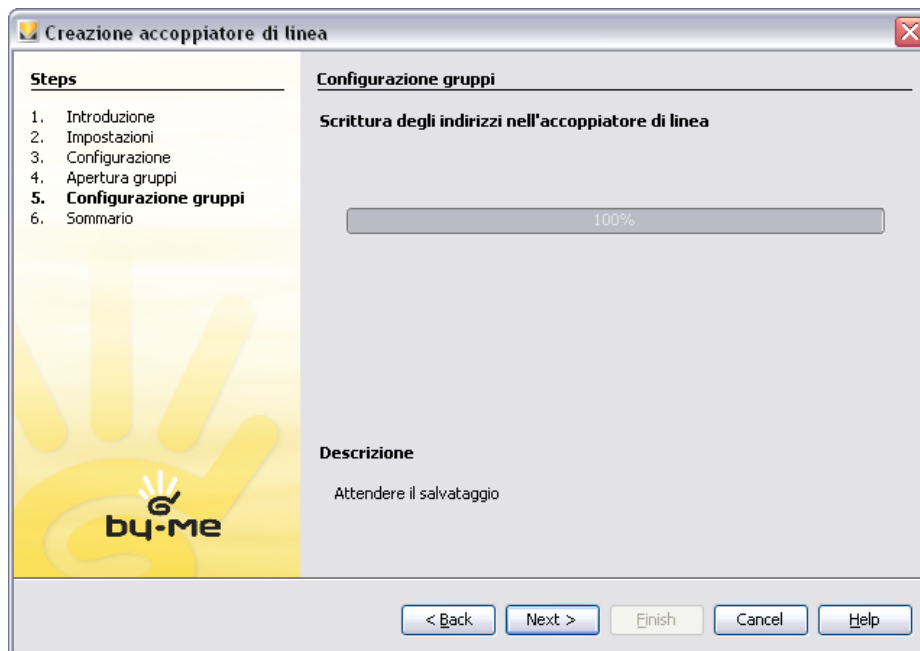 Creazione accoppiatore di linea
Steps
1. Introduzione
2. Impostazioni
3. Configurazione
4. Apertura gruppi
5. Configurazione gruppi
6. Sommario
by-me
Configurazione gruppi
Scrittura degli indirizzi nell'accoppiatore di linea
100%
Descrizione
Attendere il salvataggio
< Back
Next >
Finish
Cancel
Help